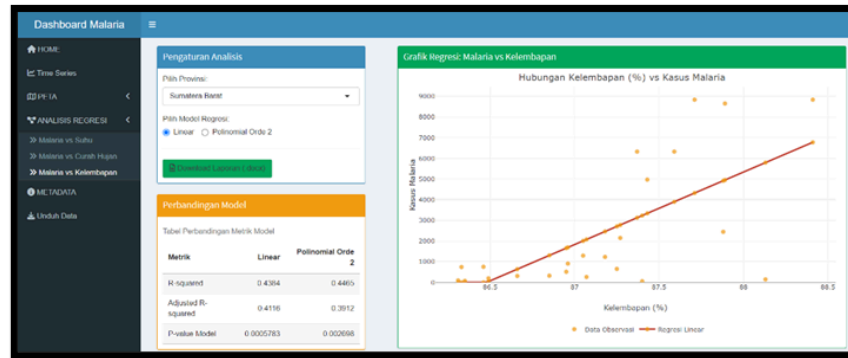 Dashboard Malaria
HOME
Time Series
PETA
ANALISIS REGRESI
Malaria vs Suhu
Malaria vs Curah Hujan
Malaria vs Kelembapan
METADATA
Unduh Data
Pengaturan Analisis
Pilih Provinsi:
Sumatera Barat
Pilih Model Regresi:
Linear Polinomial Orde 2
Download Laporan (.docx)
Perbandingan Model
Tabel Perbandingan Metrik Model
Metrik Linear Polinomial Orde 2
R-squared 0.4384 0.4465
Adjusted R-squared 0.4116 0.3912
P-value Model 0.0005783 0.002698
Grafik Regresi: Malaria vs Kelembapan
Hubungan Kelembapan (%) vs Kasus Malaria
Kasus Malaria
9000
8000
7000
6000
5000
4000
3000
2000
1000
0
86.5 87 87.5 88 88.5
Kelembapan (%)
Data Observasi Regresi Linear